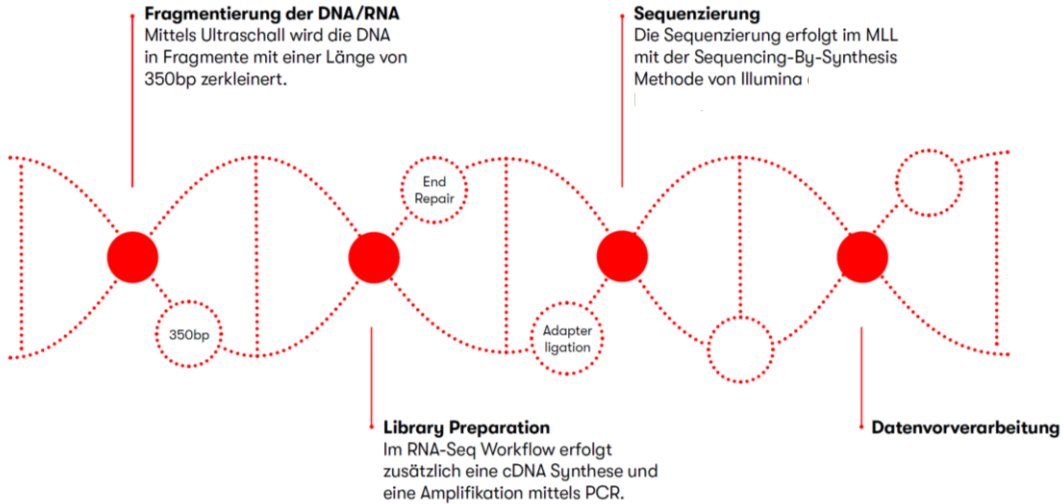 Fragmentierung der DNA/RNA
Mittels Ultraschall wird die DNA
in Fragmente mit einer Länge von
350bp zerkleinert.
Sequenzierung
Die Sequenzierung erfolgt im MLL
mit der Sequencing-By-Synthesis
Methode von Illumina
End
Repair
350bp
Adapter
ligation
Library Preparation
Im RNA-Seq Workflow erfolgt
zusätzlich eine cDNA Synthese und
eine Amplifikation mittels PCR.
Datenvorverarbeitung